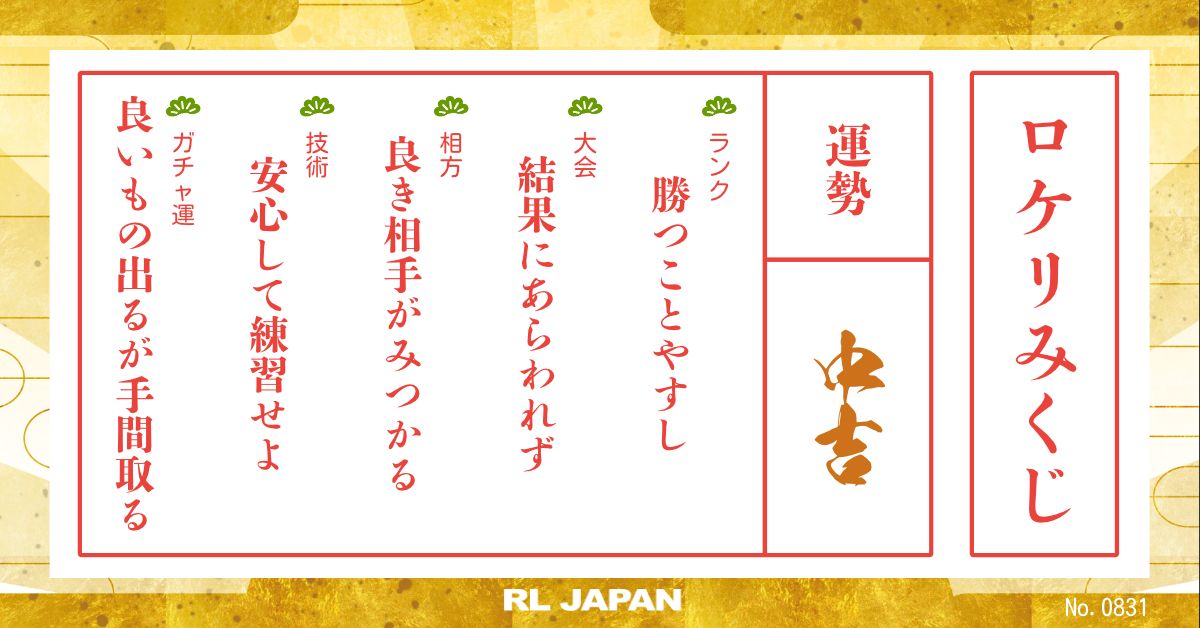 ロケリみくじ
運勢
中吉
ランク
勝つことやすし
大会
結果にあらわれず
相方
良き相手がみつかる
技術
安心して練習せよ
ガチャ運
良いもの出るが手間取る
RL JAPAN
No. 0831